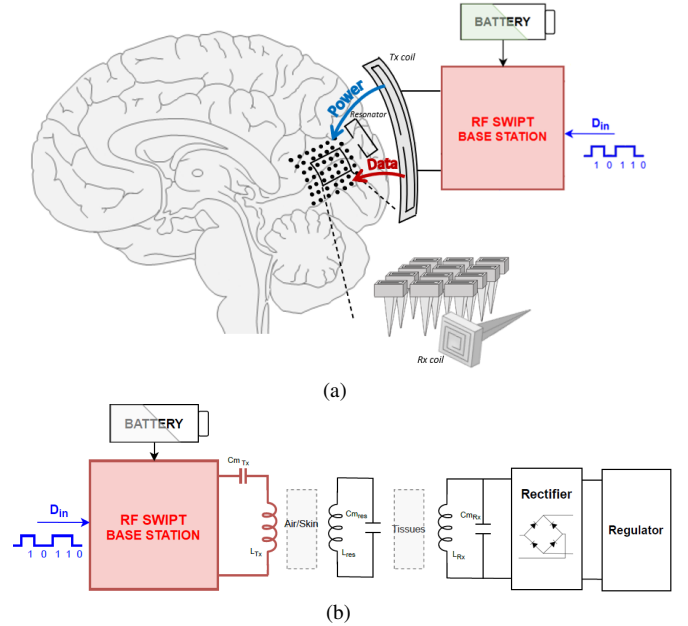 BATTERY
Tx coil
Power
Resonator
RF SWIPT
BASE STATION
Din
1 0 1 1 0
Data
Rx coil
(a)
BATTERY
CmTx
Din
1 0 1 1 0
RF SWIPT
BASE STATION
LTx
Air/Skin
Cmres
Lres
Tissues
CmRx
LRx
Rectifier
Regulator
(b)